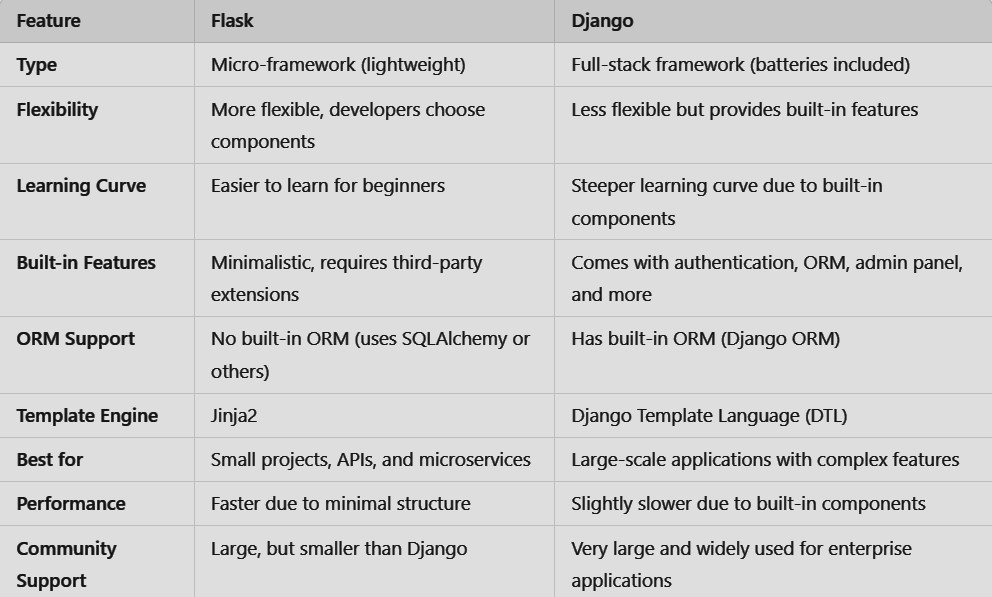 Feature Flask Django
Type Micro-framework (lightweight) Full-stack framework (batteries included)
Flexibility More flexible, developers choose Less flexible but provides built-in features
components
Learning Curve Easier to learn for beginners Steeper learning curve due to built-in
components
Built-in Features Minimalistic, requires third-party Comes with authentication, ORM, admin panel,
extensions and more
ORM Support No built-in ORM (uses SQLAlchemy or Has built-in ORM (Django ORM)
others)
Template Engine Jinja2 Django Template Language (DTL)
Best for Small projects, APIs, and microservices Large-scale applications with complex features
Performance Faster due to minimal structure Slightly slower due to built-in components
Community Large, but smaller than Django Very large and widely used for enterprise
Support applications